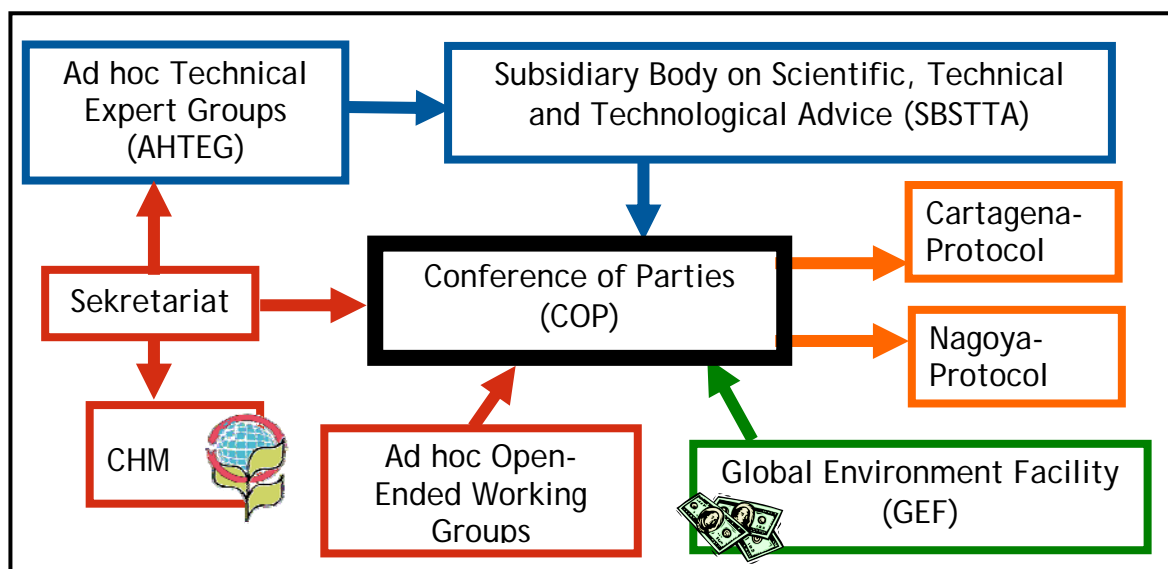 Ad hoc Technical
Expert Groups
(AHTEG)
Subsidiary Body on Scientific, Technical
and Technological Advice (SBSTTA)
Cartagena-
Protocol
Sekretariat
Conference of Parties
(COP)
Nagoya-
Protocol
CHM
Ad hoc Open-
Ended Working
Groups
Global Environment Facility
(GEF)